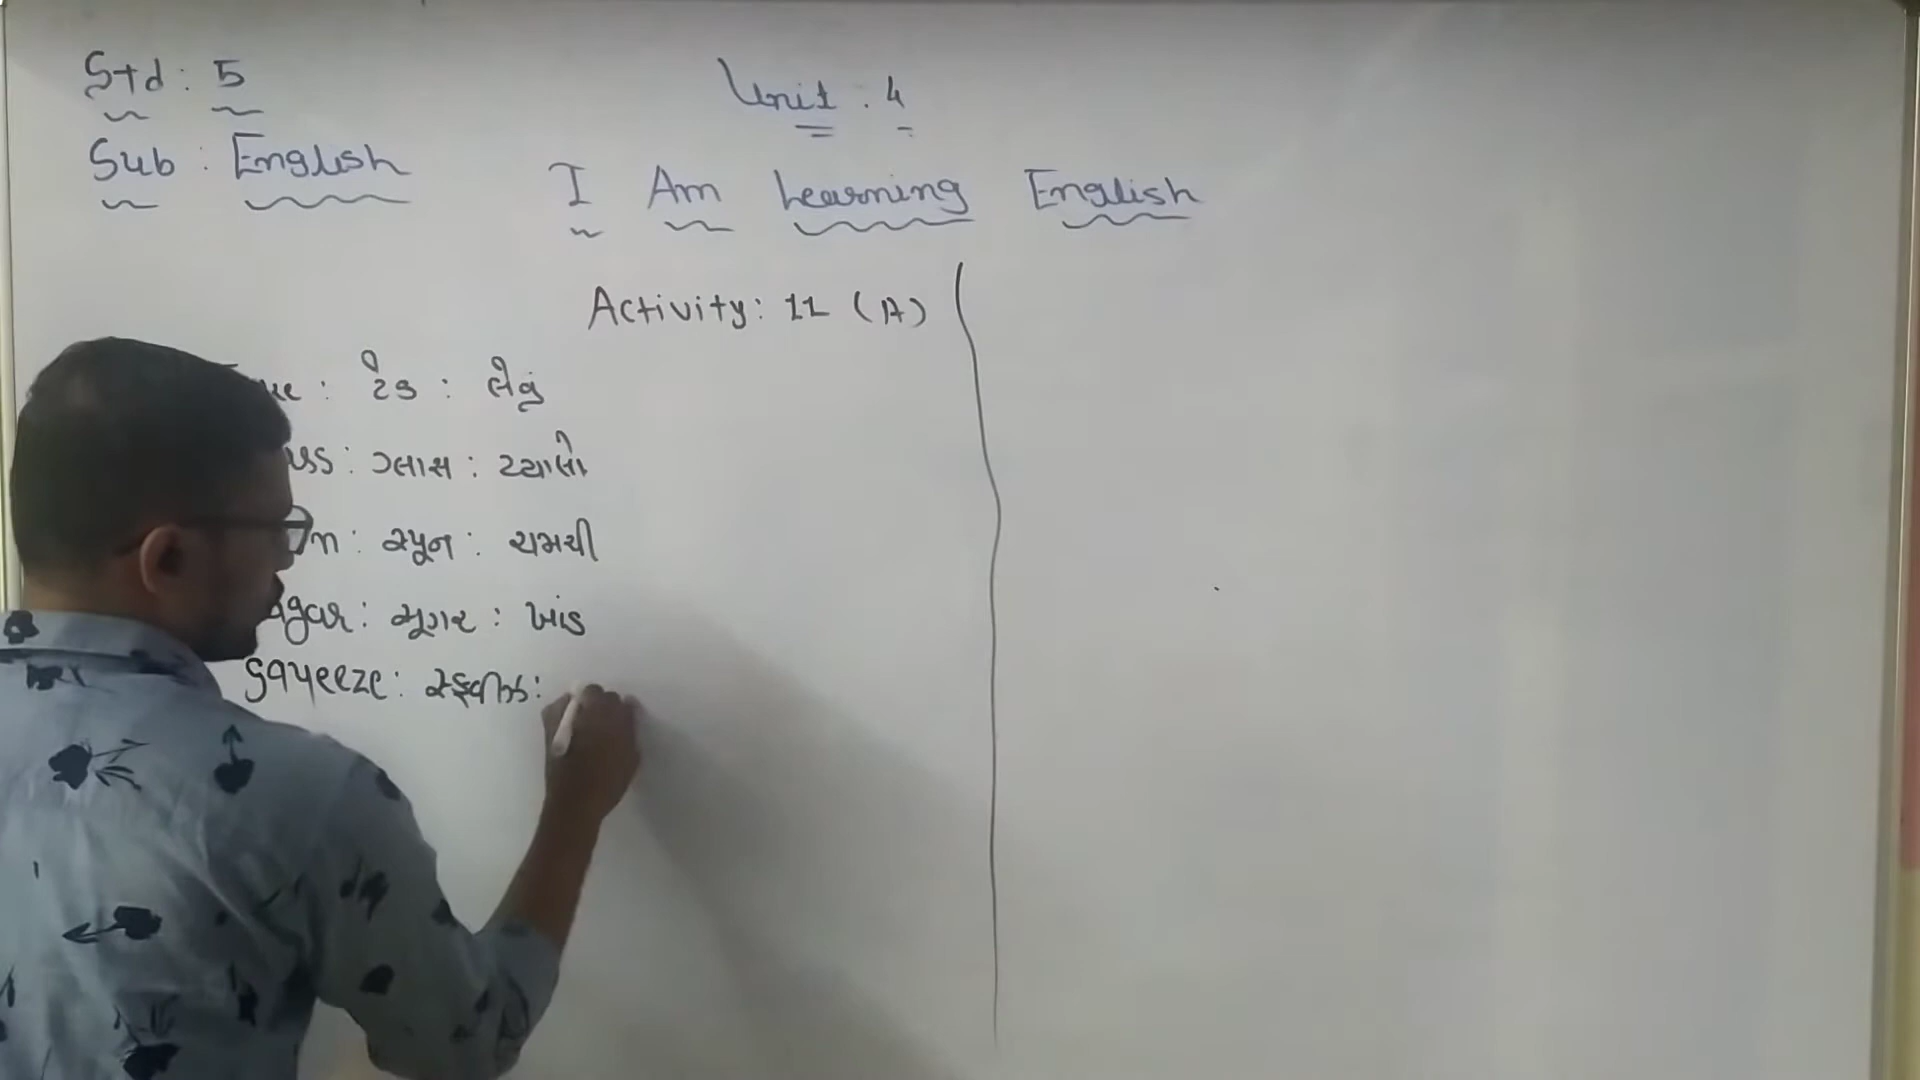 Std : 5
Unit : 4
Sub : English
I Am Learning English
Activity: 11 (A)
: ટેક : લેવું
: ગ્લાસ : પ્યાલો
: સ્પૂન : ચમચી
: સૂગર : ખાંડ
Squeeze : સ્ક્વીઝ :